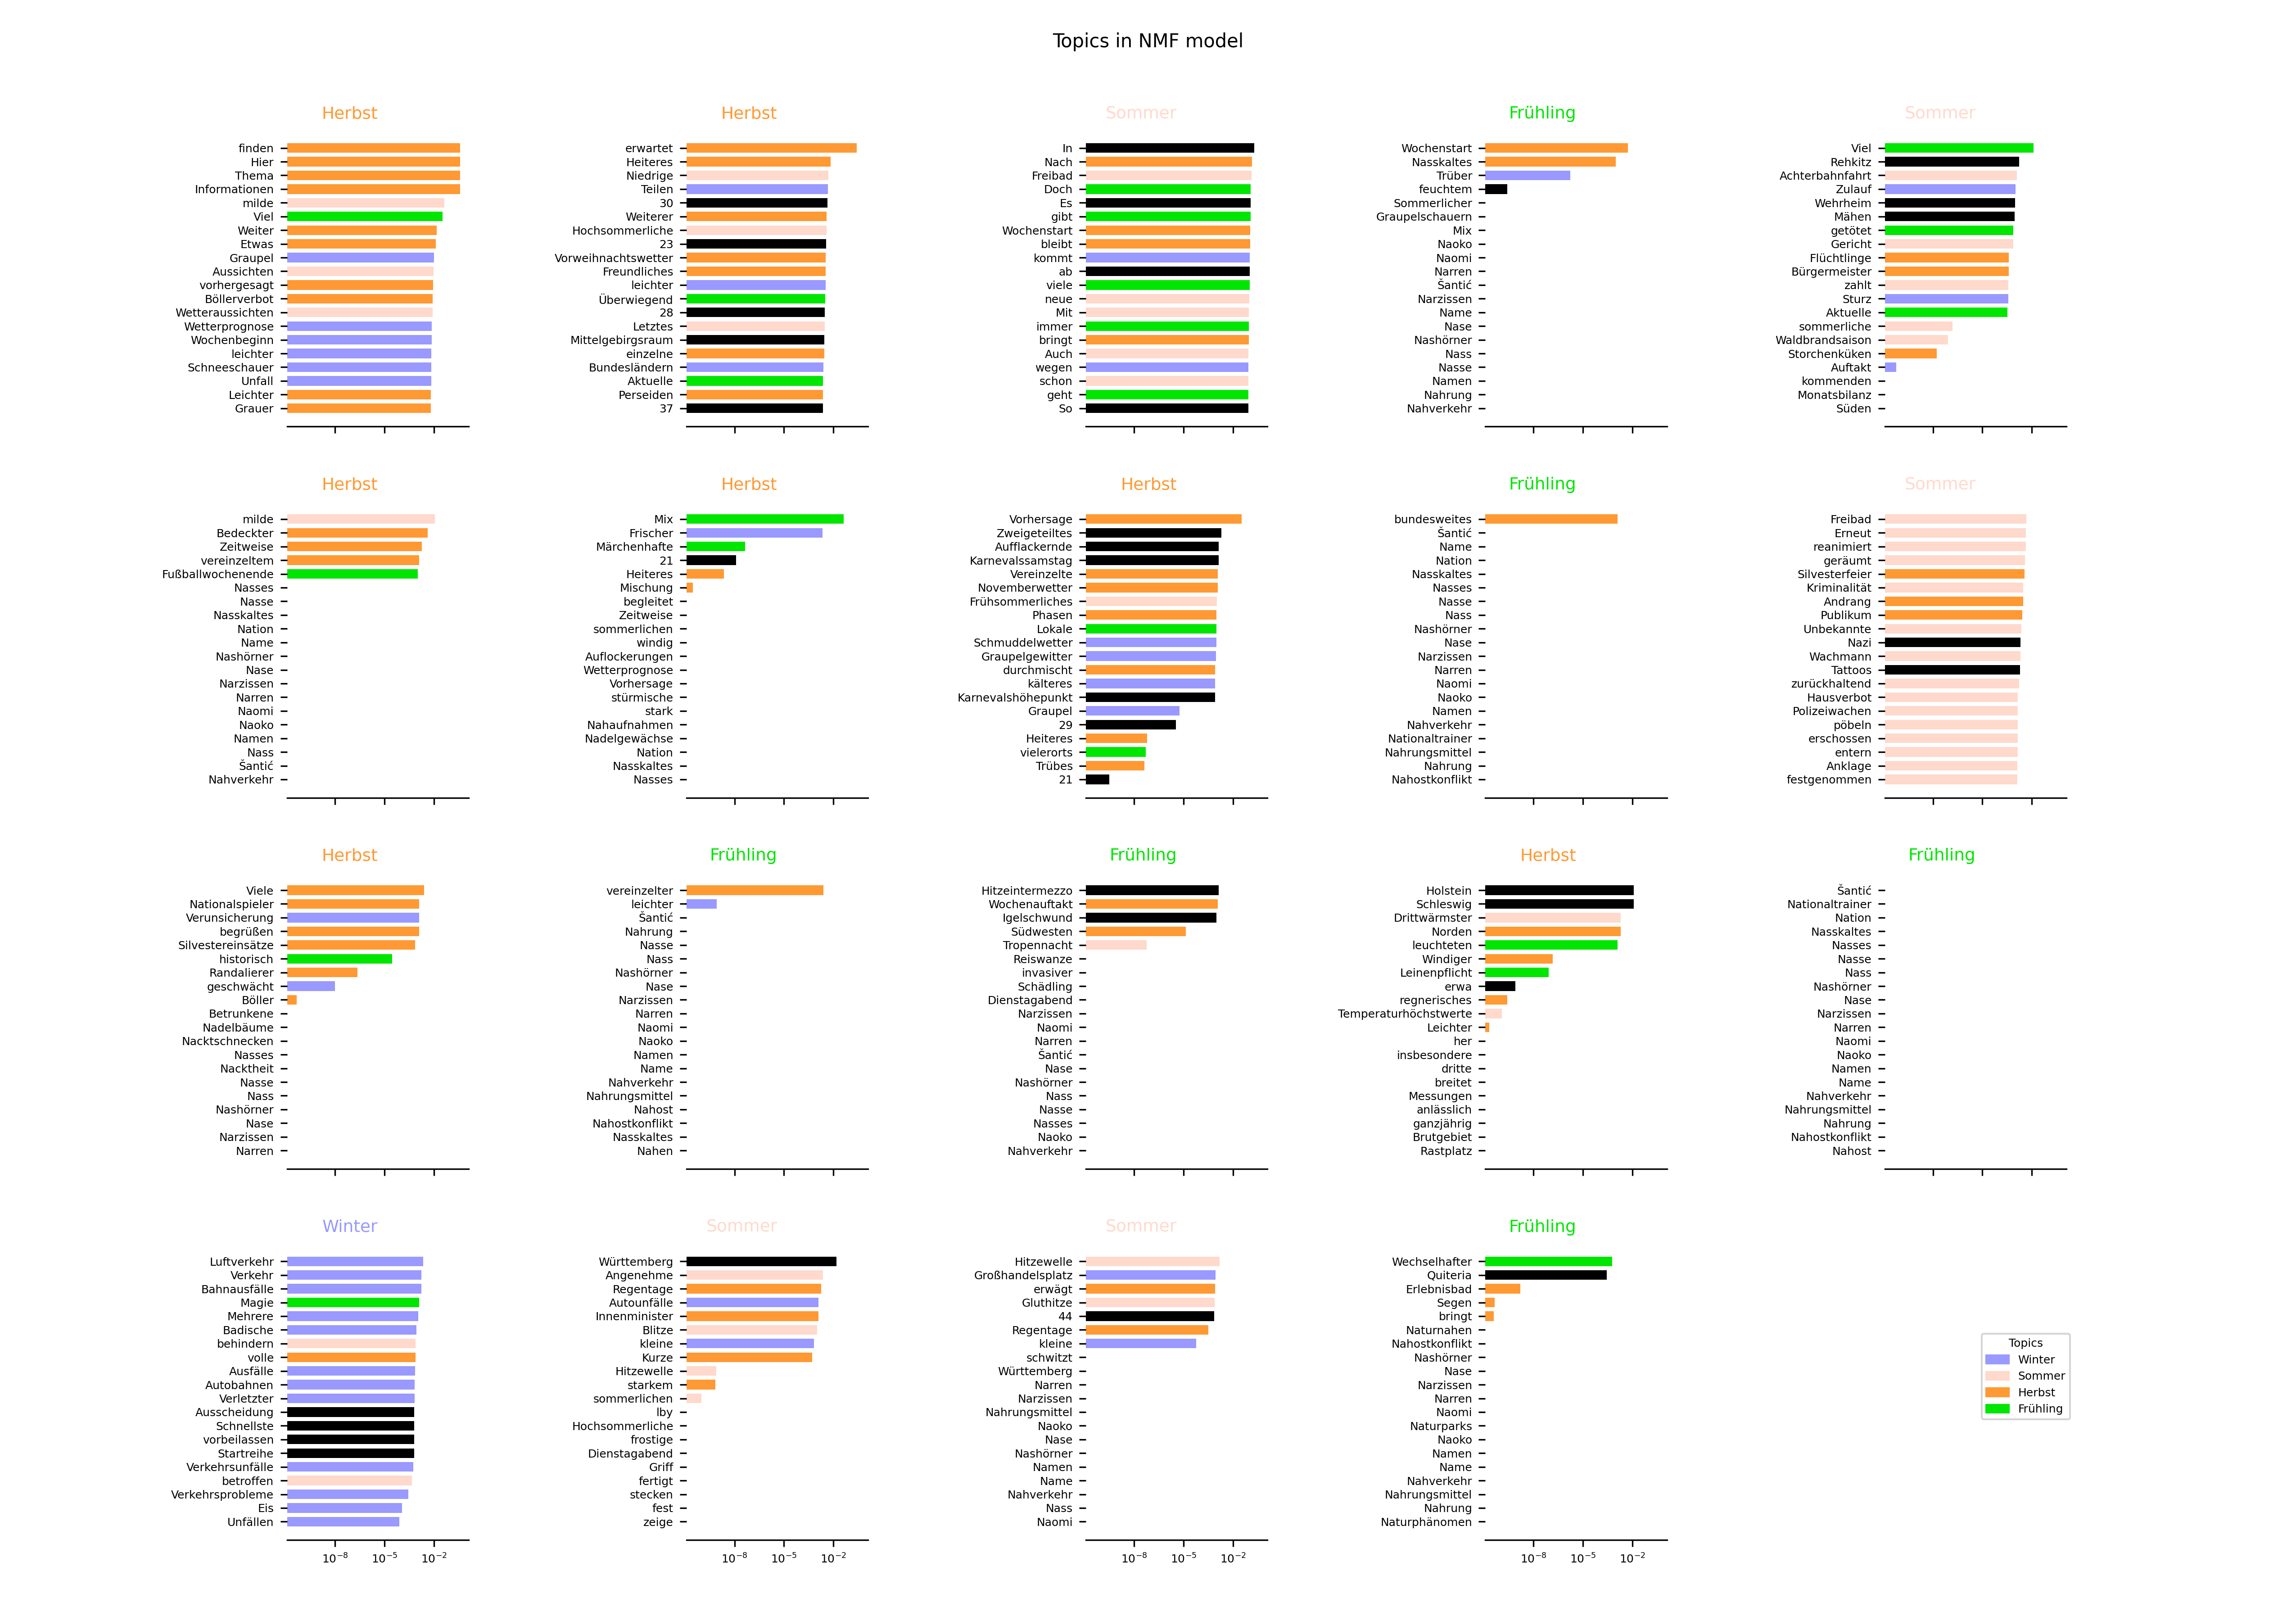 Topics in NMF model
Herbst
finden
Hier
Thema
Informationen
milde
Viel
Weiter
Etwas
Graupel
Aussichten
vorhergesagt
Böllerverbot
Wetteraussichten
Wetterprognose
Wochenbeginn
leichter
Schneeschauer
Unfall
Leichter
Grauer
Herbst
erwartet
Heiteres
Niedrige
Teilen
30
Weiterer
Hochsommerliche
23
Vorweihnachtswetter
Freundliches
leichter
Überwiegend
28
Letztes
Mittelgebirgsraum
einzelne
Bundesländern
Aktuelle
Perseiden
37
Sommer
In
Nach
Freibad
Doch
Es
gibt
Wochenstart
bleibt
kommt
ab
viele
neue
Mit
immer
bringt
Auch
wegen
schon
geht
So
Frühling
Wochenstart
Nasskaltes
Trüber
feuchtem
Sommerlicher
Graupelschauern
Mix
Naoko
Naomi
Narren
Šantić
Narzissen
Name
Nase
Nashörner
Nass
Nasse
Namen
Nahrung
Nahverkehr
Sommer
Viel
Rehkitz
Achterbahnfahrt
Zulauf
Wehrheim
Mähen
getötet
Gericht
Flüchtlinge
Bürgermeister
zahlt
Sturz
Aktuelle
sommerliche
Waldbrandsaison
Storchenküken
Auftakt
kommenden
Monatsbilanz
Süden
Herbst
milde
Bedeckter
Zeitweise
vereinzeltem
Fußballwochenende
Nasses
Nasse
Nasskaltes
Nation
Name
Nashörner
Nase
Narzissen
Narren
Naomi
Naoko
Namen
Nass
Šantić
Nahverkehr
Herbst
Mix
Frischer
Märchenhafte
21
Heiteres
Mischung
begleitet
Zeitweise
sommerlichen
windig
Auflockerungen
Wetterprognose
Vorhersage
stürmische
stark
Nahaufnahmen
Nadelgewächse
Nation
Nasskaltes
Nasses
Herbst
Vorhersage
Zweigeteiltes
Aufflackernde
Karnevalssamstag
Vereinzelte
Novemberwetter
Frühsommerliches
Phasen
Lokale
Schmuddelwetter
Graupelgewitter
durchmischt
kälteres
Karnevalshöhepunkt
Graupel
29
Heiteres
vielerorts
Trübes
21
Frühling
bundesweites
Šantić
Name
Nation
Nasskaltes
Nasses
Nasse
Nass
Nashörner
Nase
Narzissen
Narren
Naomi
Naoko
Namen
Nahverkehr
Nationaltrainer
Nahrungsmittel
Nahrung
Nahostkonflikt
Sommer
Freibad
Erneut
reanimiert
geräumt
Silvesterfeier
Kriminalität
Andrang
Publikum
Unbekannte
Nazi
Wachmann
Tattoos
zurückhaltend
Hausverbot
Polizeiwachen
pöbeln
erschossen
entern
Anklage
festgenommen
Herbst
Viele
Nationalspieler
Verunsicherung
begrüßen
Silvestereinsätze
historisch
Randalierer
geschwächt
Böller
Betrunkene
Nadelbäume
Nacktschnecken
Nasses
Nacktheit
Nasse
Nass
Nashörner
Nase
Narzissen
Narren
Frühling
vereinzelter
leichter
Šantić
Nahrung
Nasse
Nass
Nashörner
Nase
Narzissen
Narren
Naomi
Naoko
Namen
Name
Nahverkehr
Nahrungsmittel
Nahost
Nahostkonflikt
Nasskaltes
Nahen
Frühling
Hitzeintermezzo
Wochenauftakt
Igelschwund
Südwesten
Tropennacht
Reiswanze
invasiver
Schädling
Dienstagabend
Narzissen
Naomi
Narren
Šantić
Nase
Nashörner
Nass
Nasse
Nasses
Naoko
Nahverkehr
Herbst
Holstein
Schleswig
Drittwärmster
Norden
leuchteten
Windiger
Leinenpflicht
erwa
regnerisches
Temperaturhöchstwerte
Leichter
her
insbesondere
dritte
breitet
Messungen
anlässlich
ganzjährig
Brutgebiet
Rastplatz
Frühling
Šantić
Nationaltrainer
Nation
Nasskaltes
Nasses
Nasse
Nass
Nashörner
Nase
Narzissen
Narren
Naomi
Naoko
Namen
Name
Nahverkehr
Nahrungsmittel
Nahrung
Nahostkonflikt
Nahost
Winter
Luftverkehr
Verkehr
Bahnausfälle
Magie
Mehrere
Badische
behindern
volle
Ausfälle
Autobahnen
Verletzter
Ausscheidung
Schnellste
vorbeilassen
Startreihe
Verkehrsunfälle
betroffen
Verkehrsprobleme
Eis
Unfällen
10⁻⁸ 10⁻⁵ 10⁻²
Sommer
Württemberg
Angenehme
Regentage
Autounfälle
Innenminister
Blitze
kleine
Kurze
Hitzewelle
starkem
sommerlichen
lby
Hochsommerliche
frostige
Dienstagabend
Griff
fertigt
stecken
fest
zeige
10⁻⁸ 10⁻⁵ 10⁻²
Sommer
Hitzewelle
Großhandelsplatz
erwägt
Gluthitze
44
Regentage
kleine
schwitzt
Württemberg
Narren
Narzissen
Nahrungsmittel
Naoko
Nase
Nashörner
Namen
Name
Nahverkehr
Nass
Naomi
10⁻⁸ 10⁻⁵ 10⁻²
Frühling
Wechselhafter
Quiteria
Erlebnisbad
Segen
bringt
Naturnahen
Nahostkonflikt
Nashörner
Nase
Narzissen
Narren
Naomi
Naturparks
Naoko
Namen
Name
Nahverkehr
Nahrungsmittel
Nahrung
Naturphänomen
10⁻⁸ 10⁻⁵ 10⁻²
Topics
Winter
Sommer
Herbst
Frühling